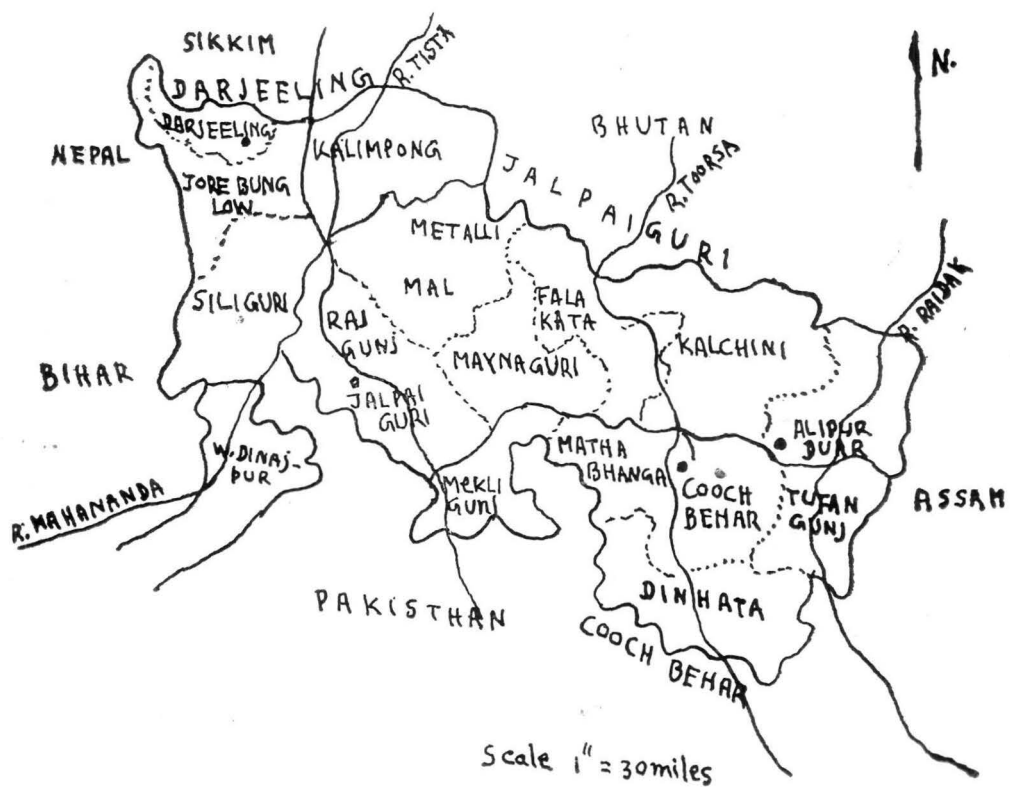 SIKKIM
R. TISTA
N.
DARJEELING
DARJEELING
BHUTAN
NEPAL
KALIMPONG
JALPAIGURI
R. TOORSA
JORE BUNG
LOW
METALLI
MAL
SILIGURI
FALA
KATA
R. RAIDAK
RAJ
GUNJ
KALCHINI
MAYNAGURI
BIHAR
JALPAI
GURI
ALIPUR
DUAR
MATHA
BHANGA
W. DINAJ-
PUR
MEKLI
GUNJ
COOCH
BEHAR
TUFAN
GUNJ
ASSAM
R. MAHANANDA
DINHATA
PAKISTHAN
COOCH BEHAR
Scale 1" = 30 miles